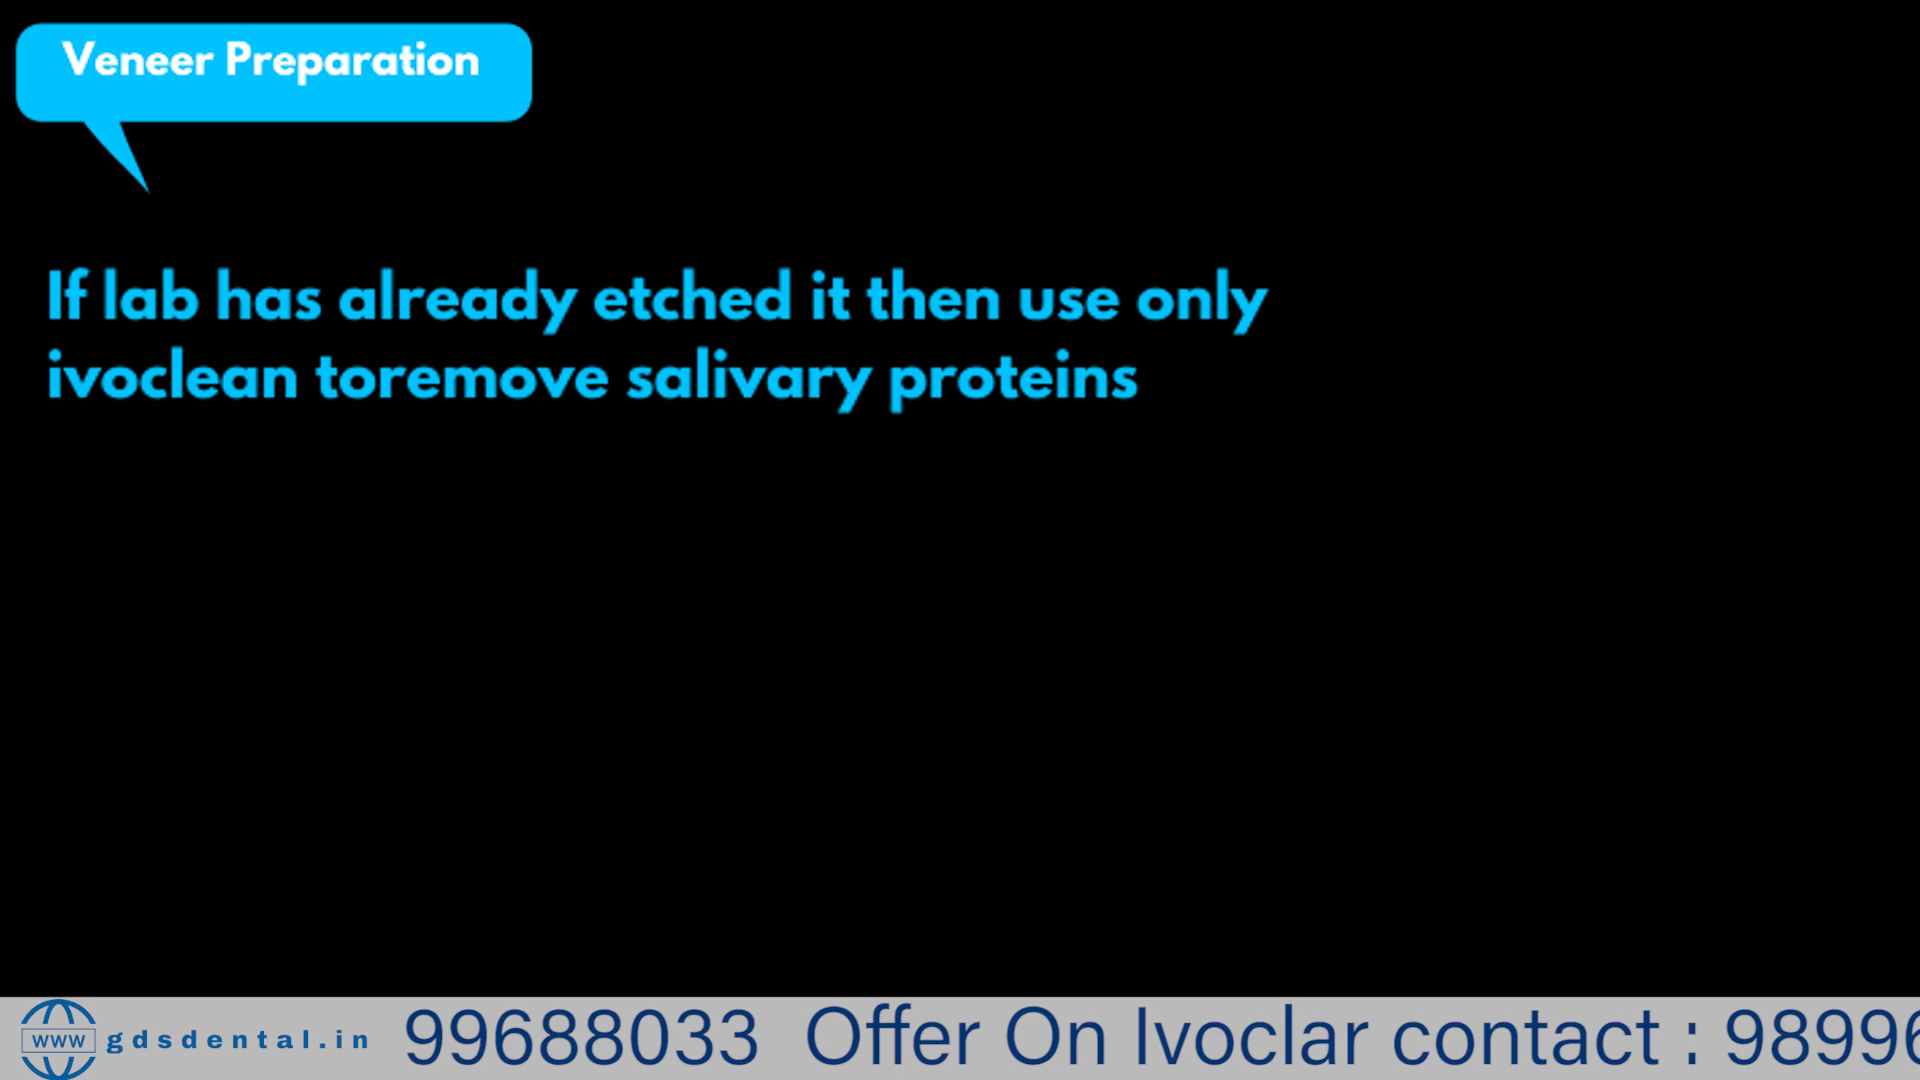 Veneer Preparation
If lab has already etched it then use only
ivoclean toremove salivary proteins
www gdsdental.in 99688033 Offer On Ivoclar contact : 9899